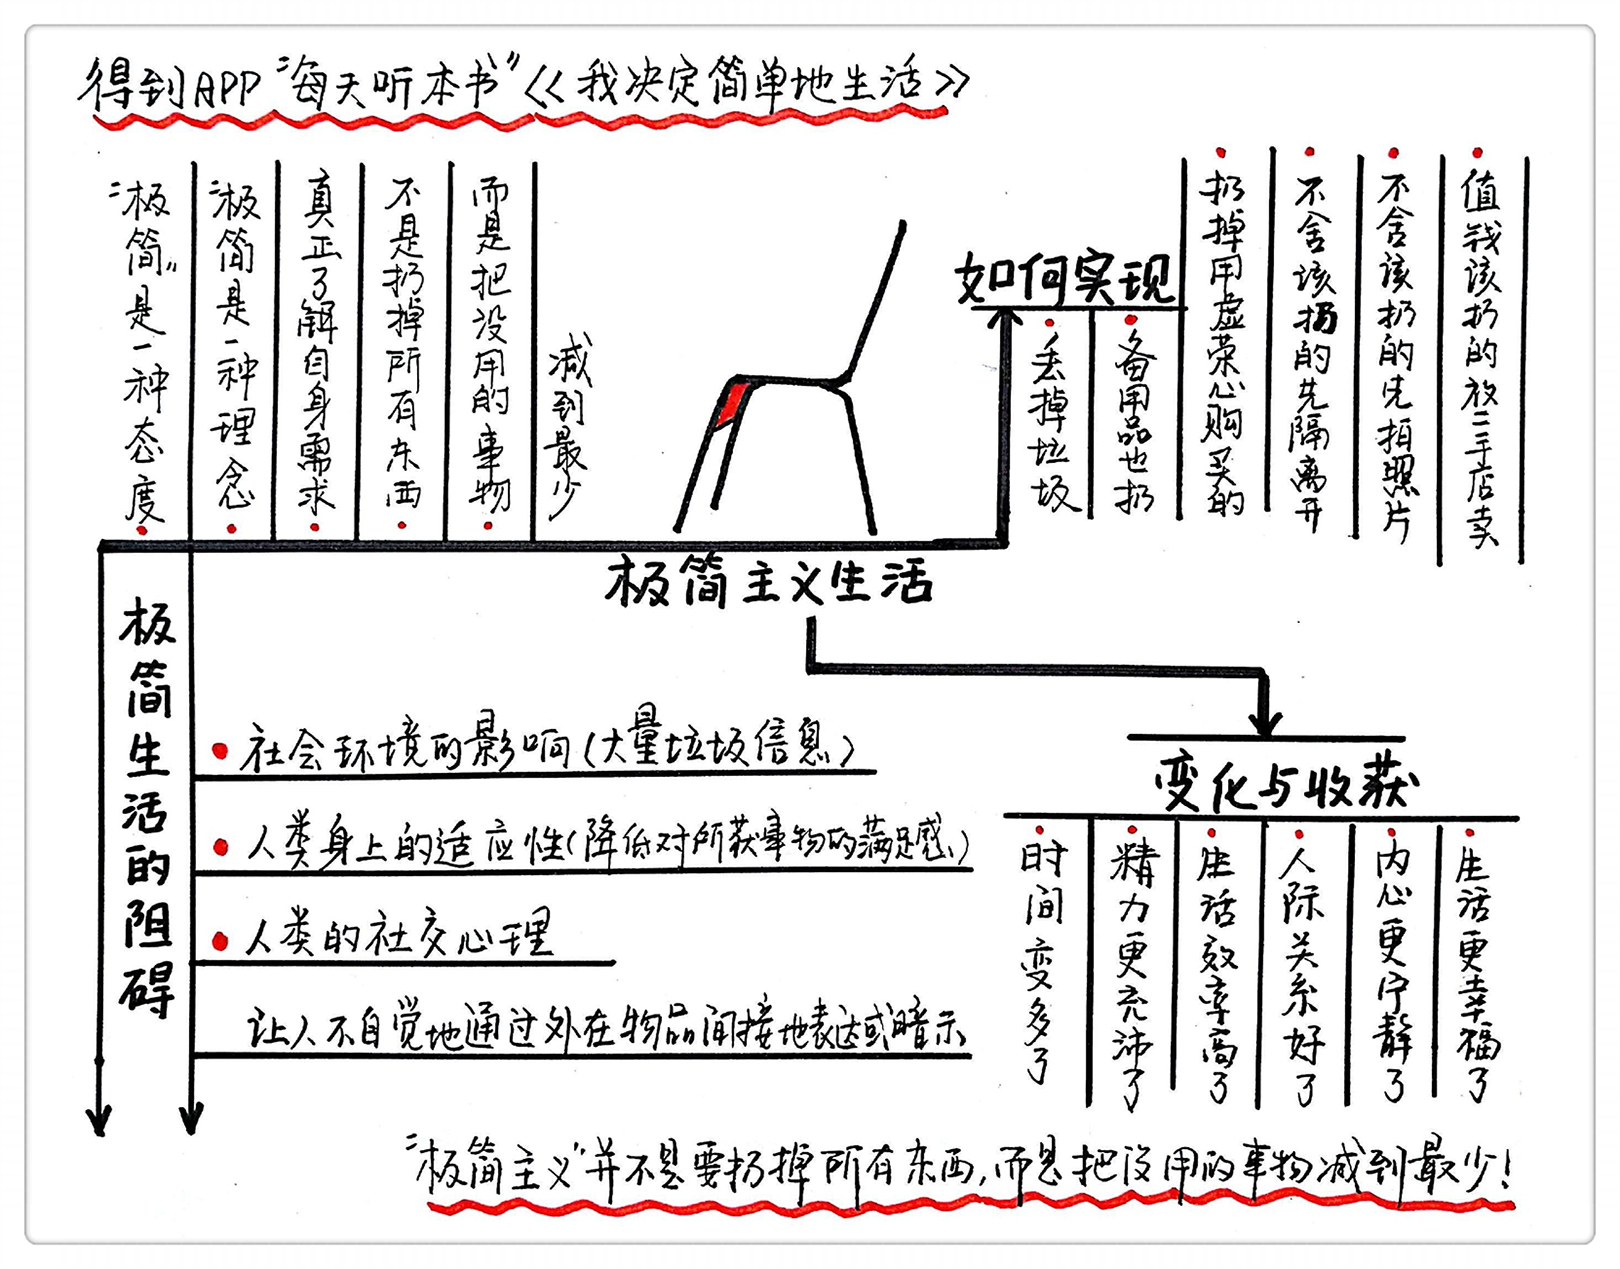 得到APP“每天听本书”《我决定简单地生活》
“极简”是一种态度
“极简是一种理念
真正了解自身需求
不是扔掉所有东西
而是把没用的事物
减到最少
如何实现
丢掉垃圾
备用品也扔
扔掉用虚荣心购买的
不舍该扔的先隔离开
不舍该扔的先拍照片
值钱该扔的放二手店卖
极简主义生活
极简生活的阻碍
社会环境的影响(大量垃圾信息)
人类身上的适应性(降低对所获事物的满足感)
人类的社交心理
让人不自觉地通过外在物品间接地表达或暗示
变化与收获
时间变多了
精力更充沛了
生活效率高了
人际关系好了
内心更宁静了
生活更幸福了
“极简主义”并不是要扔掉所有东西,而是把没用的事物减到最少!